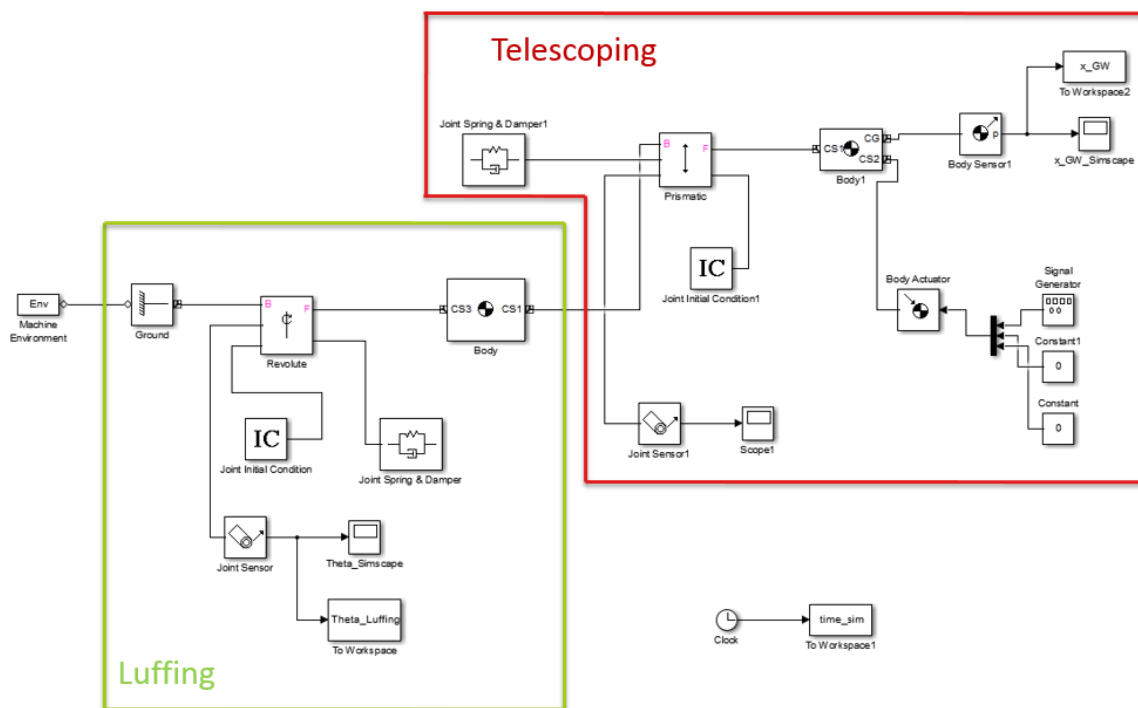 Telescoping
x_GW
To Workspace2
Joint Spring & Damper1
B
F
Prismatic
CS1
CG
CS2
Body1
p
Body Sensor1
x_GW_Simscape
IC
Joint Initial Condition1
Body Actuator
Signal
Generator
Constant1
0
Constant
0
Joint Sensor1
Scope1
Env
Machine
Environment
Ground
B
F
Revolute
CS3
CS1
Body
IC
Joint Initial Condition
Joint Spring & Damper
Joint Sensor
Theta_Simscape
Theta_Luffing
To Workspace
Luffing
Clock
time_sim
To Workspace1